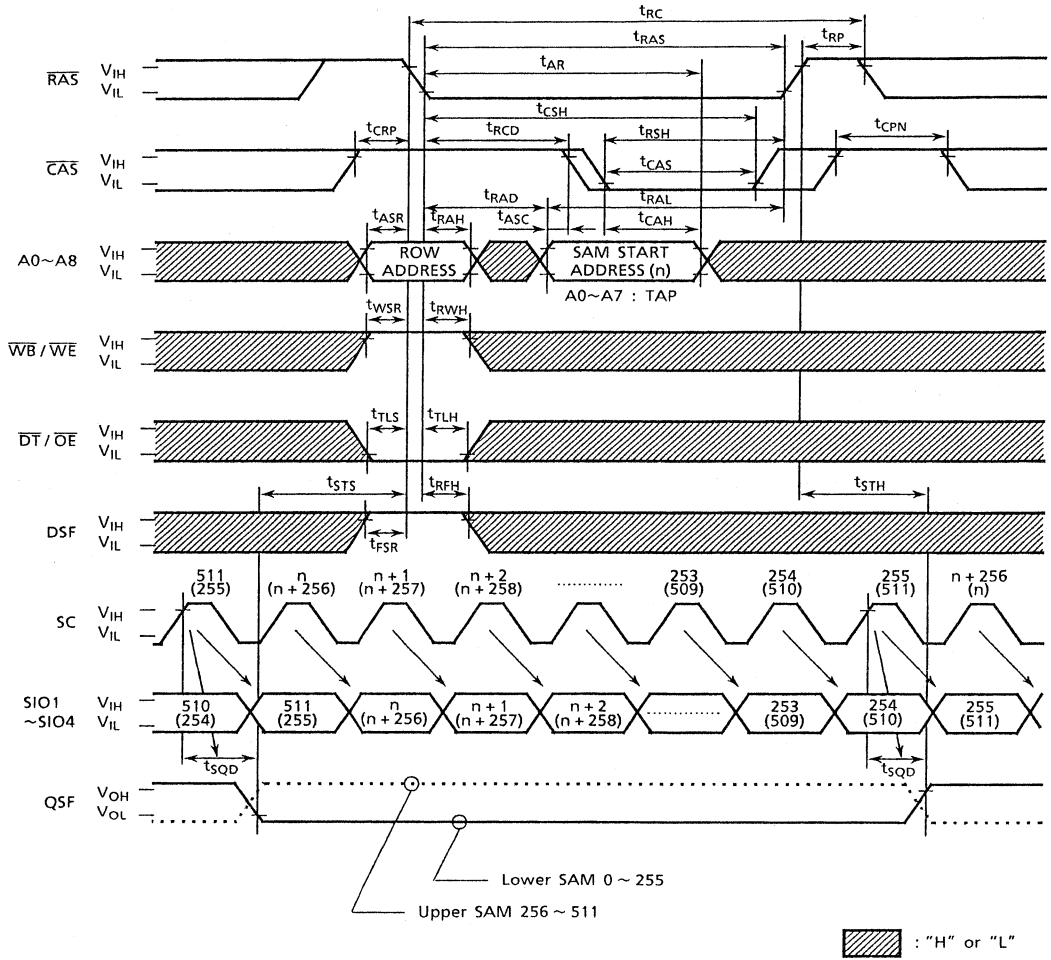 tRC
tRAS
tRP
RAS VIH
VIL
tAR
tCSH
tCRP
tRCD
tRSH
tCPN
CAS VIH
VIL
tCAS
tRAD
tRAL
tASR
tRAH
tASC
tCAH
A0~A8 VIH
VIL
ROW
ADDRESS
SAM START
ADDRESS (n)
A0~A7 : TAP
tWSR
tRWH
WB / WE VIH
VIL
tTLS
tTLH
DT / OE VIH
VIL
tSTS
tRFH
tSTH
DSF VIH
VIL
tFSR
511 n n + 1 n + 2 ........... 253 254 255 n + 256
(255) (n + 256) (n + 257) (n + 258) (509) (510) (511) (n)
SC VIH
VIL
SIO1 VIH
~SIO4 VIL
510 511 n n + 1 n + 2 ........... 253 254 255
(254) (255) (n + 256) (n + 257) (n + 258) (509) (510) (511)
tSQD
tSQD
QSF VOH
VOL
Lower SAM 0 ~ 255
Upper SAM 256 ~ 511
: "H" or "L"